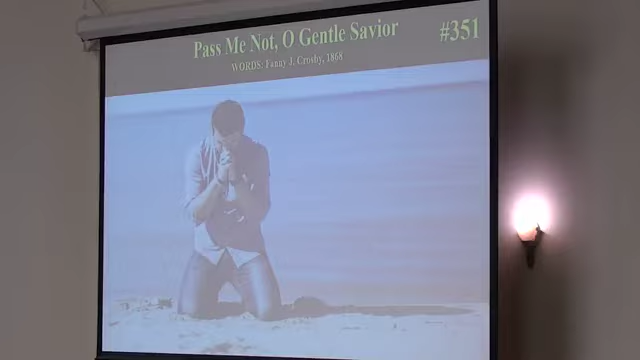 Pass Me Not, O Gentle Savior #351
WORDS: Fanny J. Crosby, 1868